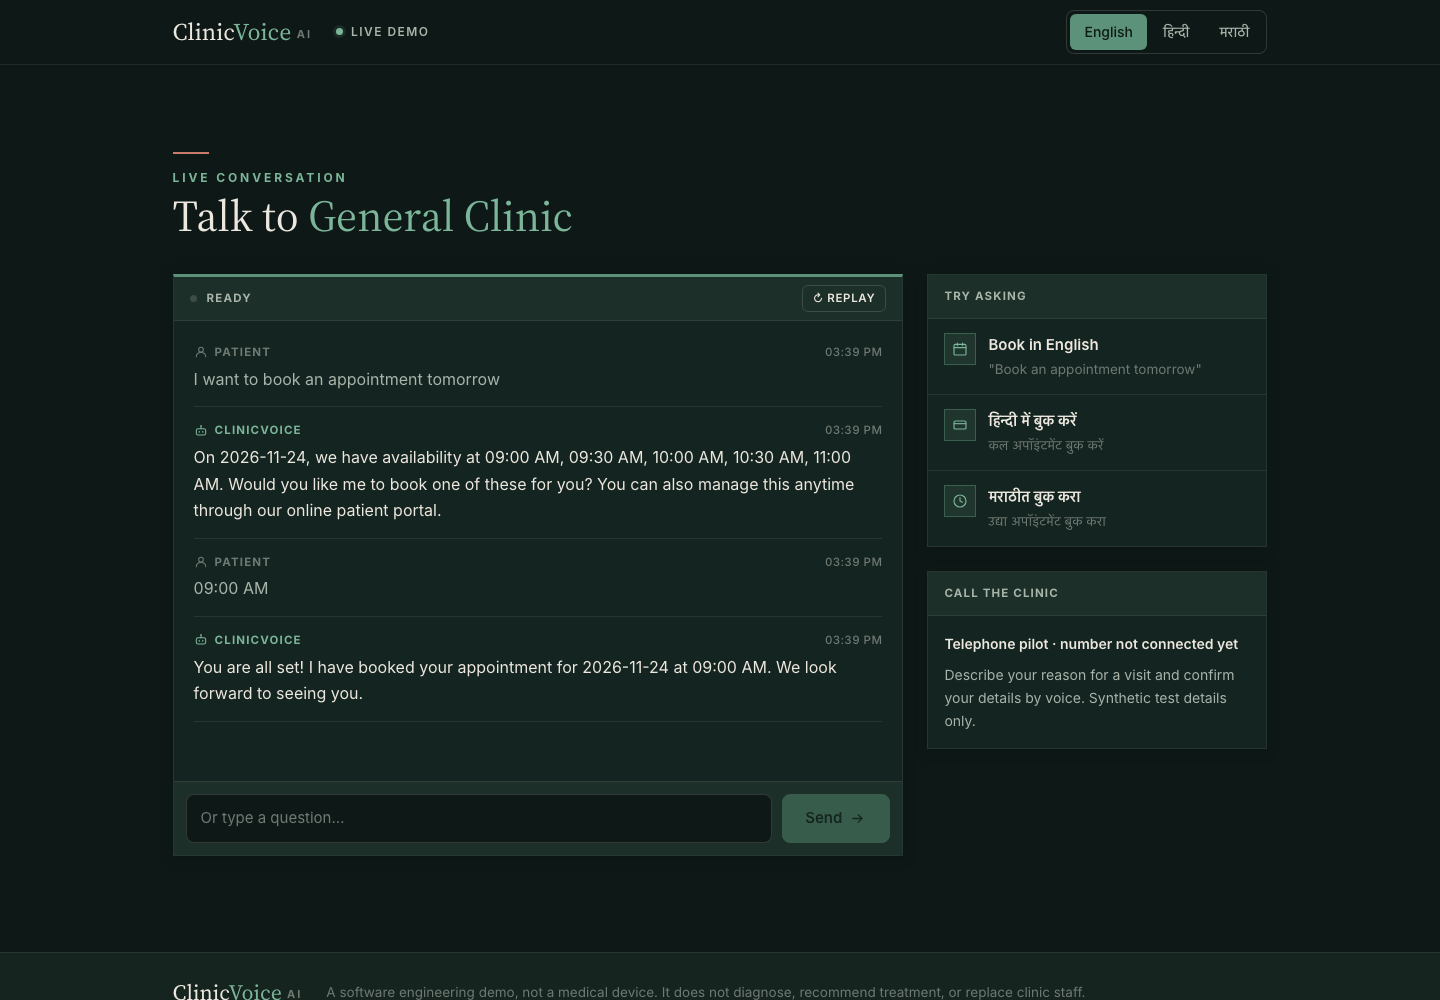 ClinicVoice AI
LIVE DEMO
English
हिन्दी
मराठी
LIVE CONVERSATION
Talk to General Clinic
READY
↻ REPLAY
PATIENT 03:39 PM
I want to book an appointment tomorrow
CLINICVOICE 03:39 PM
On 2026-11-24, we have availability at 09:00 AM, 09:30 AM, 10:00 AM, 10:30 AM, 11:00
AM. Would you like me to book one of these for you? You can also manage this anytime
through our online patient portal.
PATIENT 03:39 PM
09:00 AM
CLINICVOICE 03:39 PM
You are all set! I have booked your appointment for 2026-11-24 at 09:00 AM. We look
forward to seeing you.
Or type a question...
Send →
TRY ASKING
Book in English
"Book an appointment tomorrow"
हिन्दी में बुक करें
कल अपॉइंटमेंट बुक करें
मराठीत बुक करा
उद्या अपॉइंटमेंट बुक करा
CALL THE CLINIC
Telephone pilot · number not connected yet
Describe your reason for a visit and confirm
your details by voice. Synthetic test details
only.
ClinicVoice AI
A software engineering demo, not a medical device. It does not diagnose, recommend treatment, or replace clinic staff.